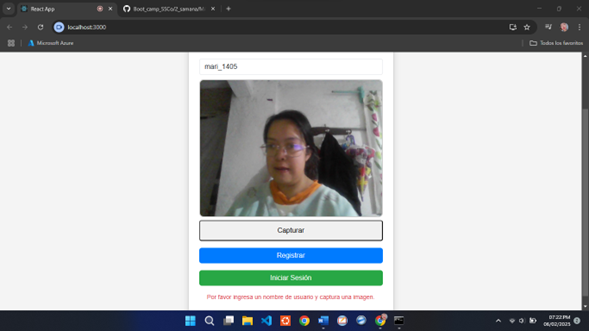 React App
Boot_camp_SSCo/2_camara/M
localhost:3000
Microsoft Azure
Todos los favoritos
mari_1405
Capturar
Registrar
Iniciar Sesión
Por favor ingresa un nombre de usuario y captura una imagen.
07:22 PM
06/02/2025